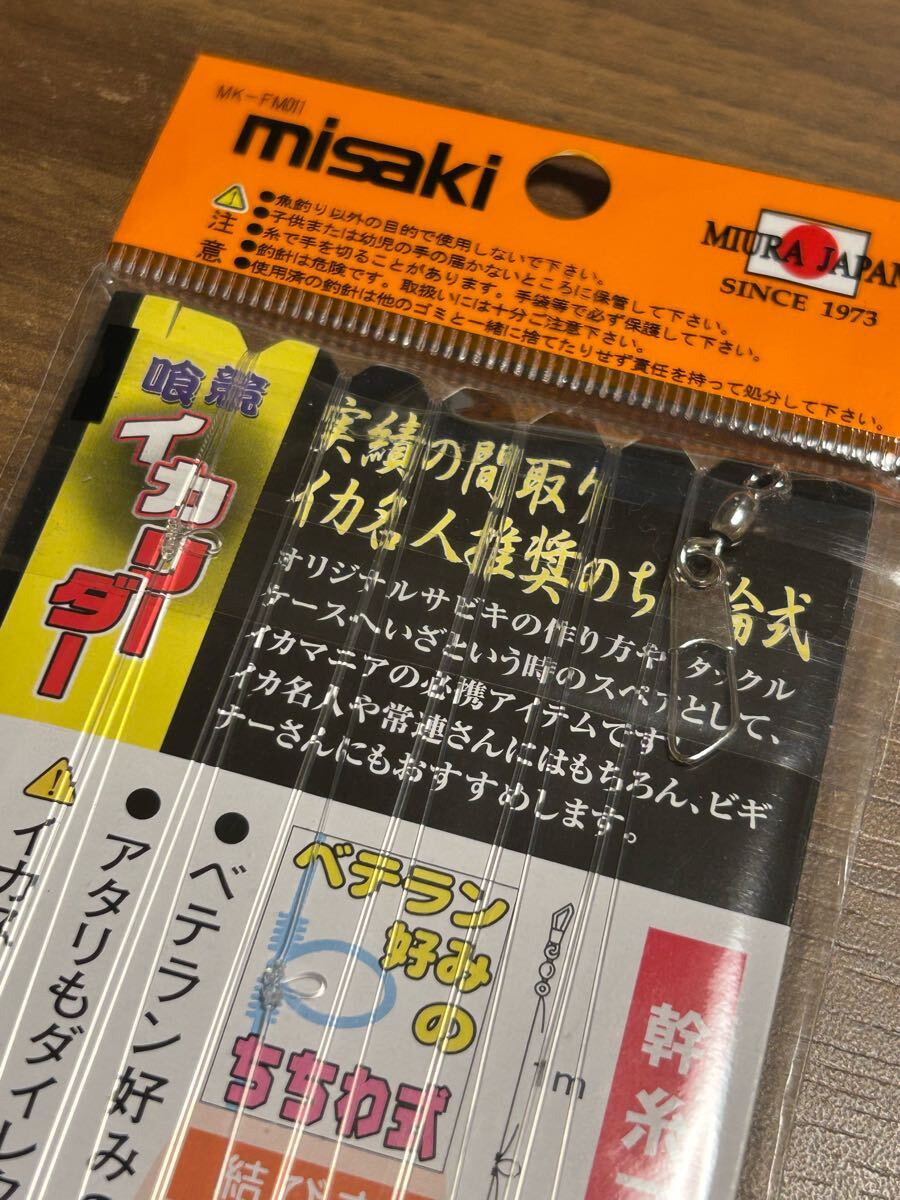 MK-FM011
misaki
注意
●魚釣り以外の目的で使用しないで下さい。
●子供または幼児の手の届かないところに保管して下さい。
●糸で手を切ることがあります。手袋等で必ず保護して下さい。
●釣針は危険です。取扱いには十分ご注意下さい。
●使用済の釣針は他のゴミと一緒に捨てたりせず責任を持って処分して下さい。
MIURA JAPAN
SINCE 1973
イカリーダー
実績の間取り
イカ名人推奨のち 輪式
オリジナルサビキの作り方や、タックル
ケースへいざという時のスペアとして、
イカマニアの必携アイテムです
イカ名人や常連さんにはもちろん、ビギ
ナーさんにもおすすめします。
●ベテラン好みの
●アタリもダイレク
ベテラン
好みの
ちちわ式
1m
幹糸
結び